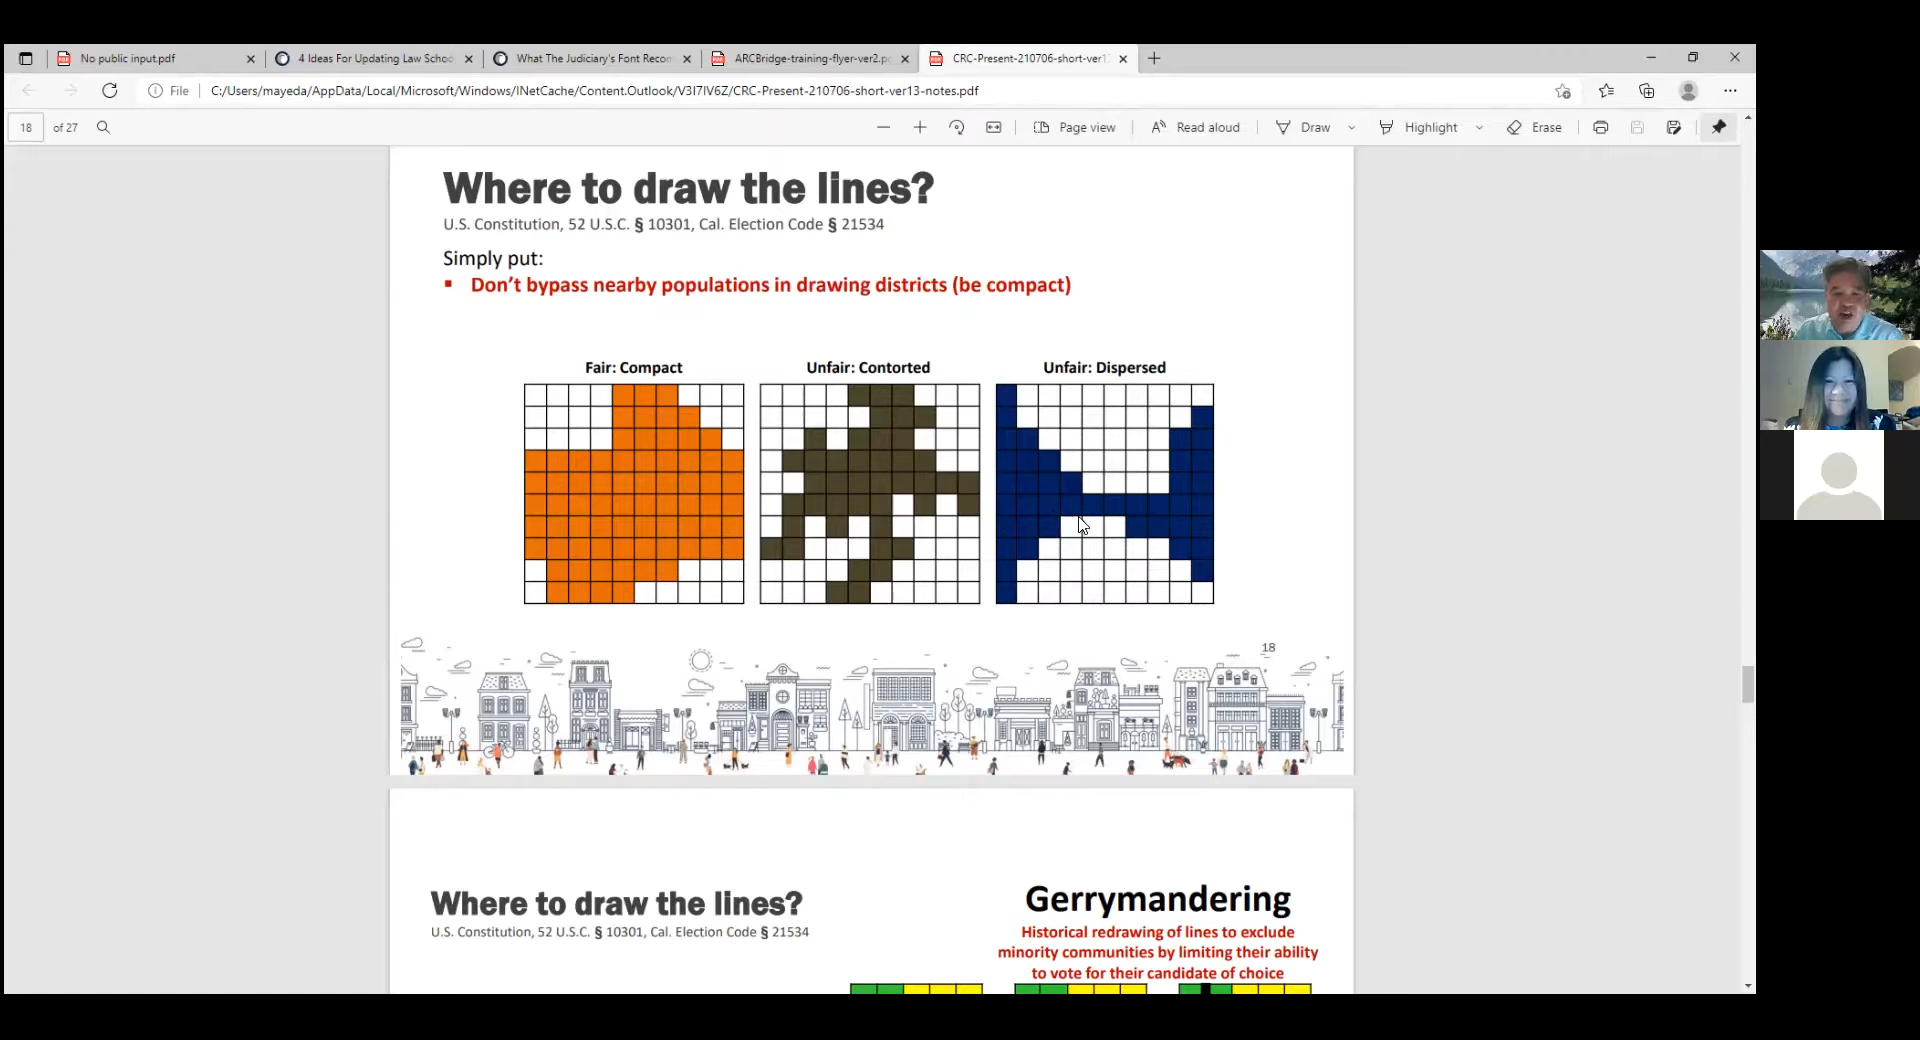 No public input.pdf
4 Ideas For Updating Law Schoo
What The Judiciary's Font Recon
ARCBridge-training-flyer-ver2.pd
CRC-Present-210706-short-ver1
File
C:/Users/mayeda/AppData/Local/Microsoft/Windows/INetCache/Content.Outlook/V3I7IV6Z/CRC-Present-210706-short-ver13-notes.pdf
18 of 27
Page view
Read aloud
Draw
Highlight
Erase
Where to draw the lines?
U.S. Constitution, 52 U.S.C. § 10301, Cal. Election Code § 21534
Simply put:
▪ Don't bypass nearby populations in drawing districts (be compact)
Fair: Compact
Unfair: Contorted
Unfair: Dispersed
18
Where to draw the lines?
U.S. Constitution, 52 U.S.C. § 10301, Cal. Election Code § 21534
Gerrymandering
Historical redrawing of lines to exclude
minority communities by limiting their ability
to vote for their candidate of choice